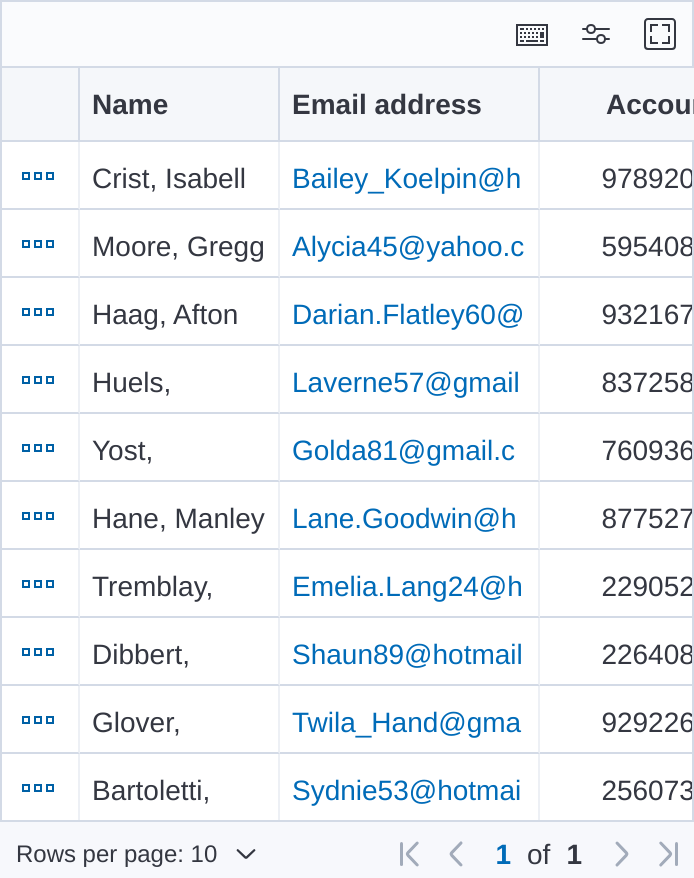 Name Email address Accou
Crist, Isabell Bailey_Koelpin@h 978920
Moore, Gregg Alycia45@yahoo.c 595408
Haag, Afton Darian.Flatley60@ 932167
Huels, Laverne57@gmail 837258
Yost, Golda81@gmail.c 760936
Hane, Manley Lane.Goodwin@h 877527
Tremblay, Emelia.Lang24@h 229052
Dibbert, Shaun89@hotmail 226408
Glover, Twila_Hand@gma 929226
Bartoletti, Sydnie53@hotmai 256073
Rows per page: 10 1 of 1